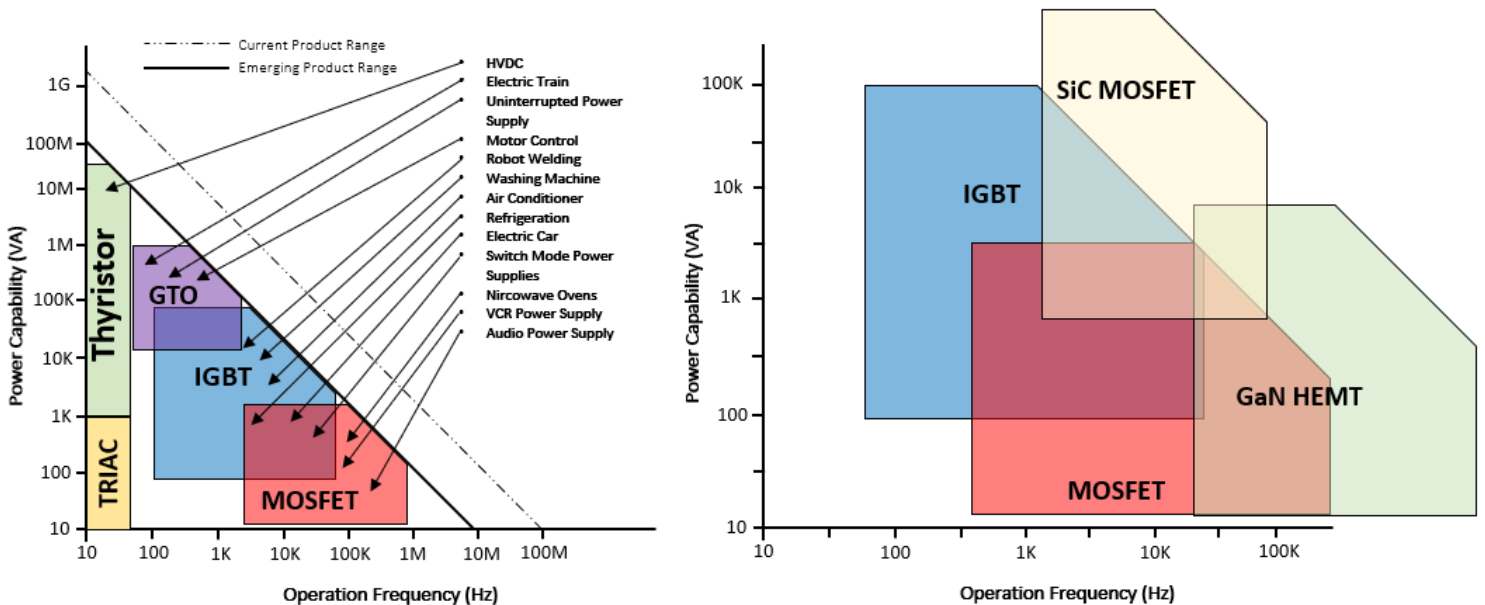 Current Product Range
Emerging Product Range
HVDC
Electric Train
Uninterrupted Power
Supply
Motor Control
Robot Welding
Washing Machine
Air Conditioner
Refrigeration
Electric Car
Switch Mode Power
Supplies
Nircowave Ovens
VCR Power Supply
Audio Power Supply
Power Capability (VA)
1G
100M
10M
1M
100K
10K
1K
100
10
Thyristor
TRIAC
GTO
IGBT
MOSFET
10
100
1K
10K
100K
1M
10M
100M
Operation Frequency (Hz)
Power Capability (VA)
100K
10k
1K
100
10
SiC MOSFET
IGBT
GaN HEMT
MOSFET
10
100
1K
10K
100K
Operation Frequency (Hz)